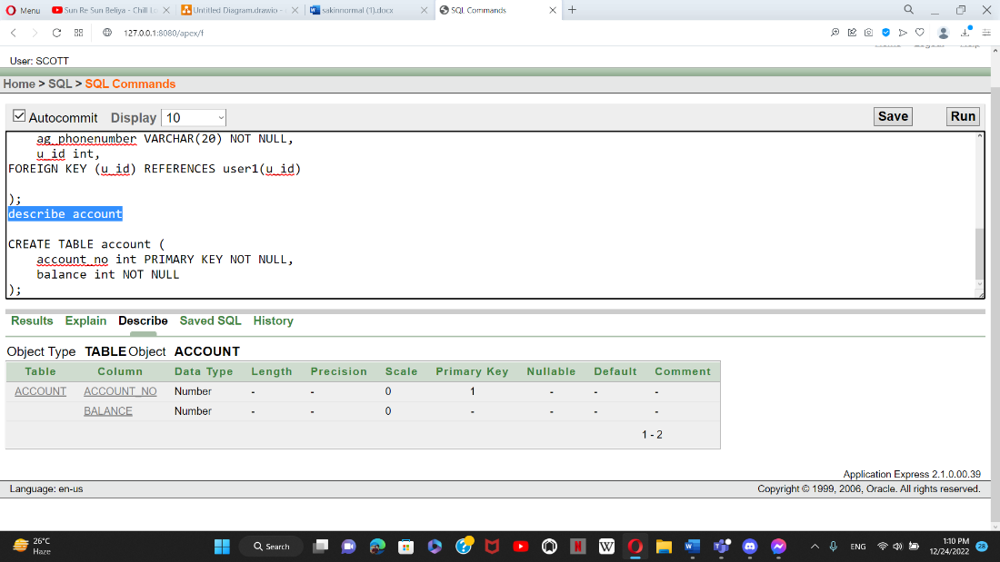 Menu
Sun Re Sun Beliya - Chill L
Untitled Diagram.drawio -
sakinnormal (1).docx
SQL Commands
127.0.0.1:8080/apex/f
User: SCOTT
Home > SQL > SQL Commands
Autocommit Display 10 Save Run
ag_phonenumber VARCHAR(20) NOT NULL,
u_id int,
FOREIGN KEY (u_id) REFERENCES user1(u_id)
);
describe account
CREATE TABLE account (
account_no int PRIMARY KEY NOT NULL,
balance int NOT NULL
);
Results Explain Describe Saved SQL History
Object Type TABLE Object ACCOUNT
Table Column Data Type Length Precision Scale Primary Key Nullable Default Comment
ACCOUNT ACCOUNT_NO Number - - 0 1 - - -
BALANCE Number - - 0 - - - -
1 - 2
Application Express 2.1.0.00.39
Language: en-us Copyright © 1999, 2006, Oracle. All rights reserved.
26°C
Haze
Search
ENG
1:10 PM
12/24/2022
28